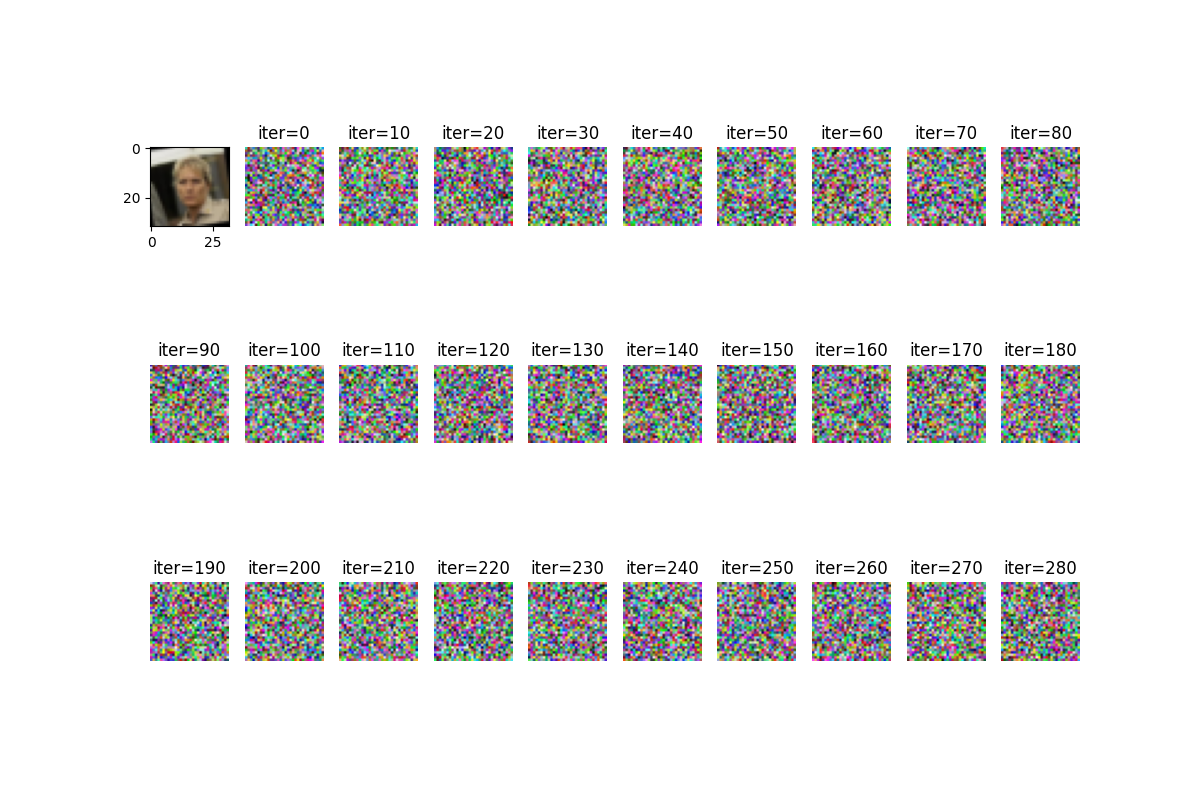 iter=0 iter=10 iter=20 iter=30 iter=40 iter=50 iter=60 iter=70 iter=80
0
20
0 25
iter=90 iter=100 iter=110 iter=120 iter=130 iter=140 iter=150 iter=160 iter=170 iter=180
iter=190 iter=200 iter=210 iter=220 iter=230 iter=240 iter=250 iter=260 iter=270 iter=280